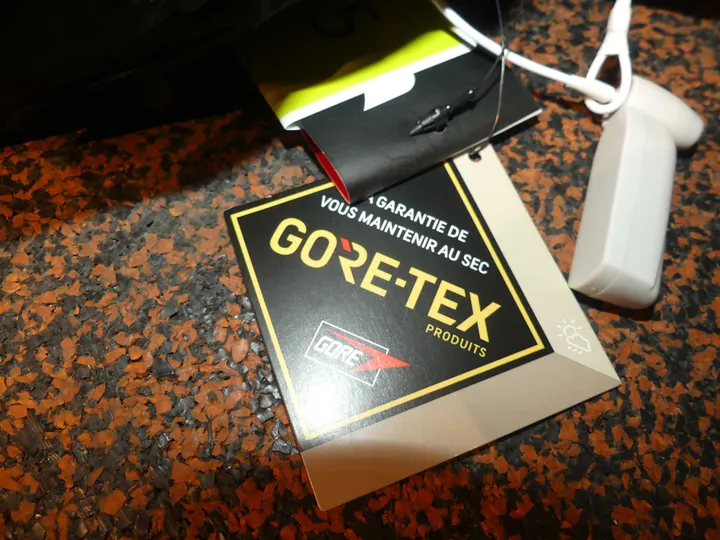 GARANTIE DE
VOUS MAINTENIR AU SEC
GORE-TEX
PRODUITS
GORE